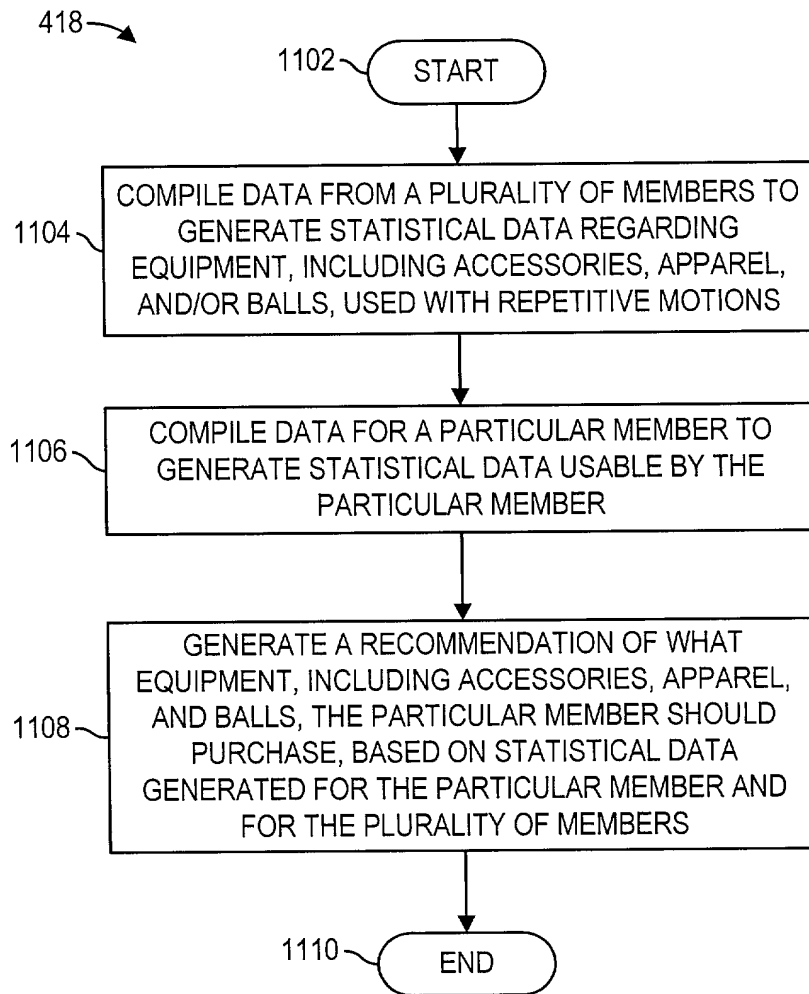 418
1102
START
1104
COMPILE DATA FROM A PLURALITY OF MEMBERS TO
GENERATE STATISTICAL DATA REGARDING
EQUIPMENT, INCLUDING ACCESSORIES, APPAREL,
AND/OR BALLS, USED WITH REPETITIVE MOTIONS
1106
COMPILE DATA FOR A PARTICULAR MEMBER TO
GENERATE STATISTICAL DATA USABLE BY THE
PARTICULAR MEMBER
1108
GENERATE A RECOMMENDATION OF WHAT
EQUIPMENT, INCLUDING ACCESSORIES, APPAREL,
AND BALLS, THE PARTICULAR MEMBER SHOULD
PURCHASE, BASED ON STATISTICAL DATA
GENERATED FOR THE PARTICULAR MEMBER AND
FOR THE PLURALITY OF MEMBERS
1110
END